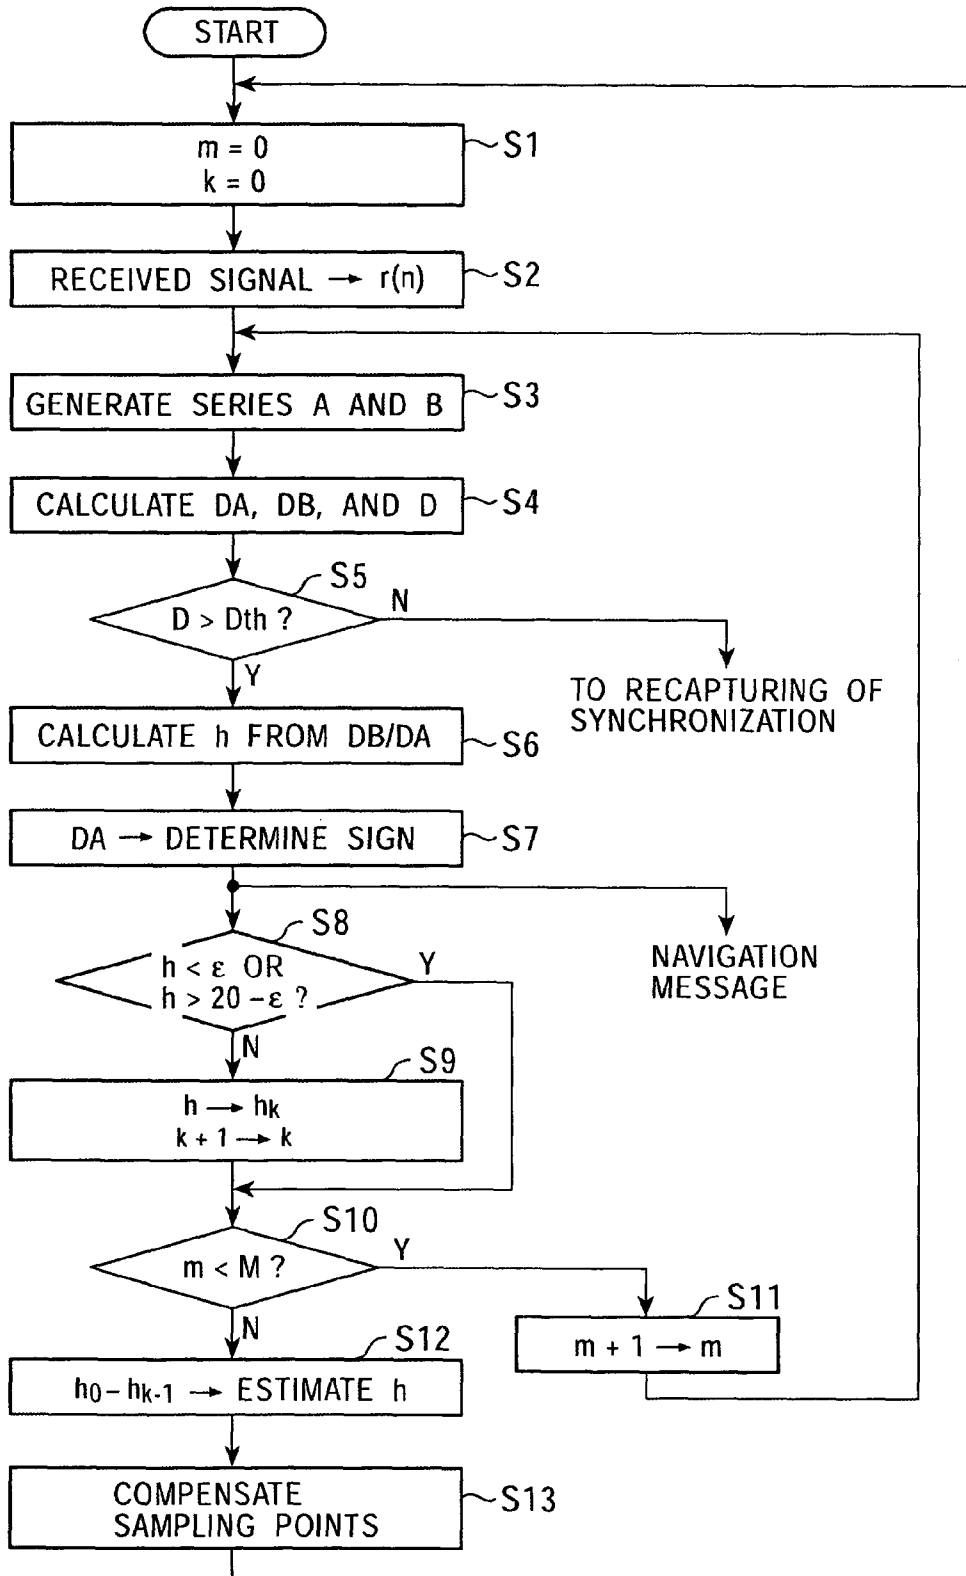 START
m = 0
k = 0
S1
RECEIVED SIGNAL → r(n)
S2
GENERATE SERIES A AND B
S3
CALCULATE DA, DB, AND D
S4
S5
D > Dth ?
N
Y
TO RECAPTURING OF
SYNCHRONIZATION
CALCULATE h FROM DB/DA
S6
DA → DETERMINE SIGN
S7
S8
h < ε OR
h > 20 - ε ?
Y
N
NAVIGATION
MESSAGE
S9
h → hk
k + 1 → k
S10
m < M ?
Y
N
S11
m + 1 → m
S12
h0 – hk-1 → ESTIMATE h
COMPENSATE
SAMPLING POINTS
S13